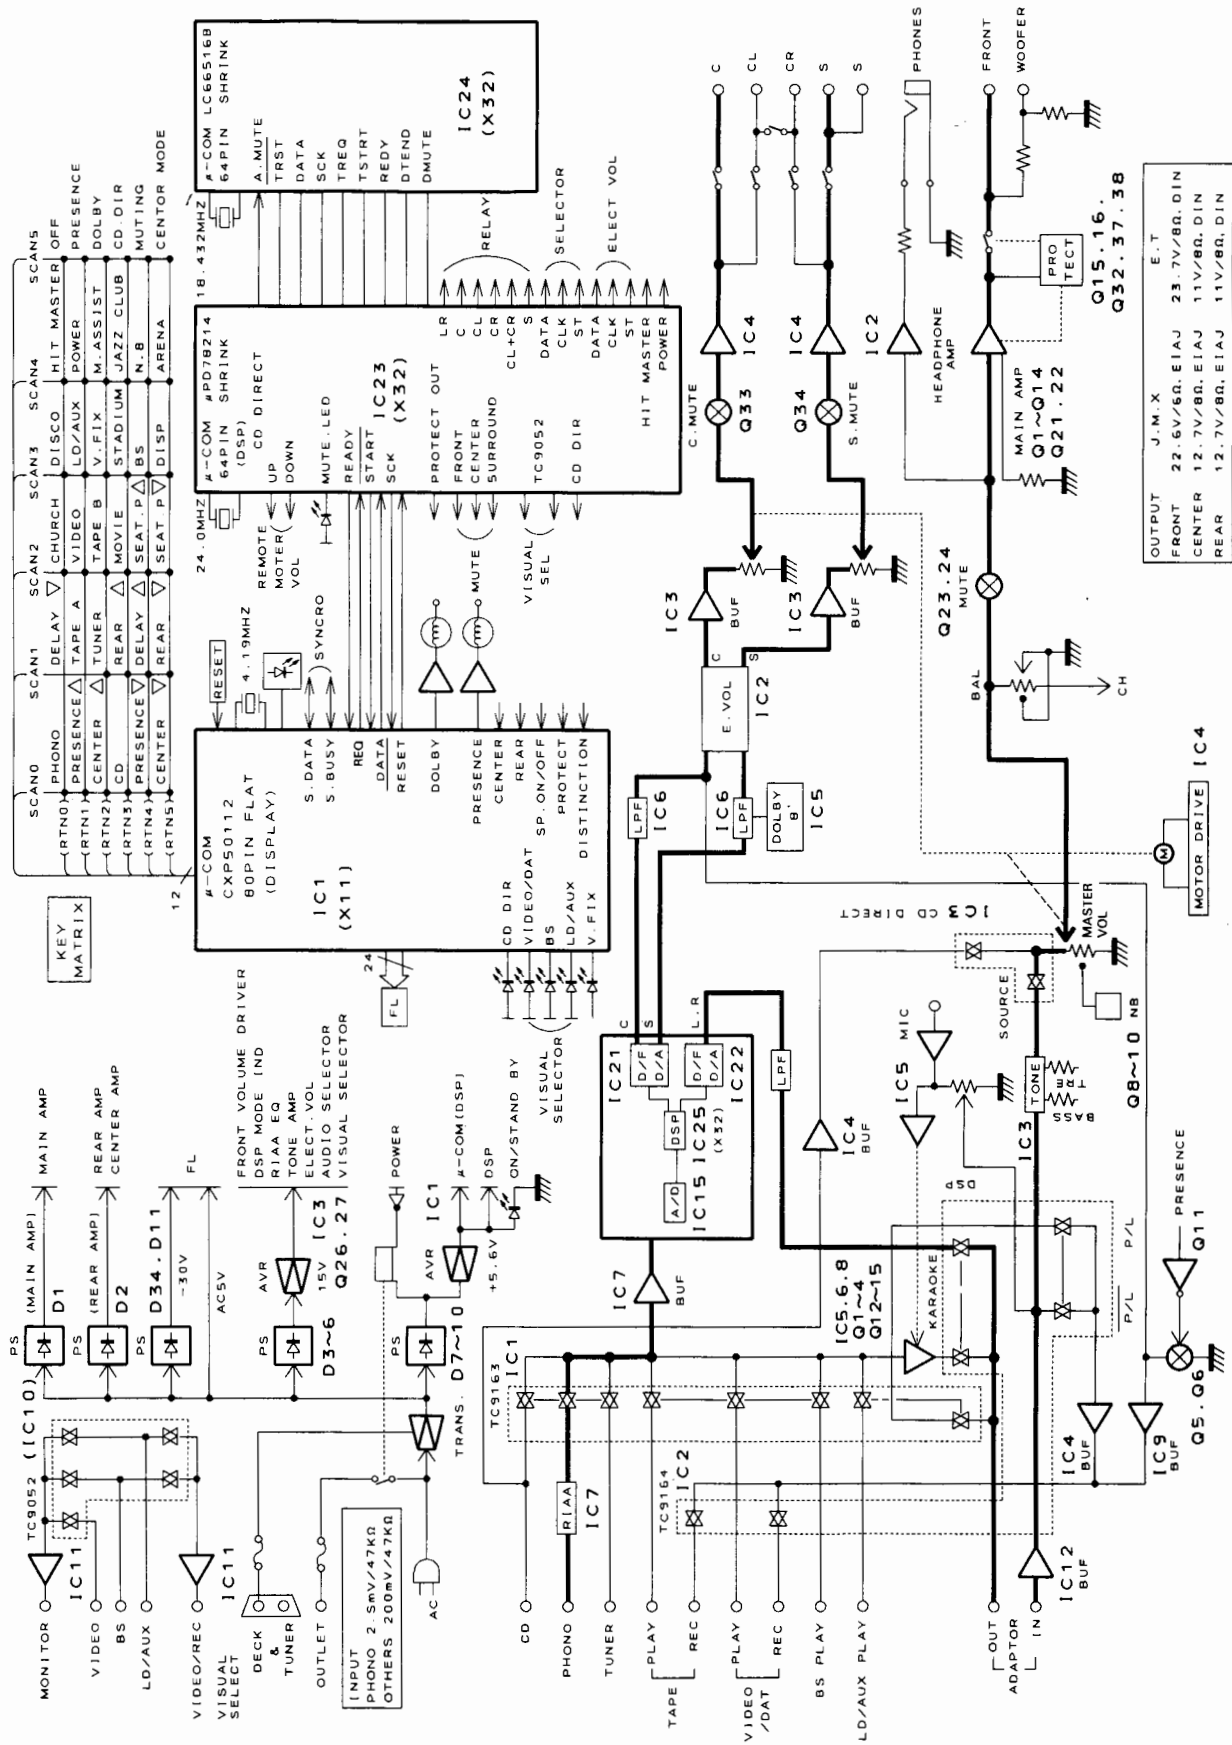 KEY
MATRIX
SCAN0
SCAN1
SCAN2
SCAN3
SCAN4
SCAN5
(RTN0) PHONO DELAY ▽ CHURCH DISCO HIT MASTER OFF
(RTN1) PRESENCE △ TAPE A VIDEO LD/AUX POWER PRESENCE
(RTN2) CENTER △ TUNER TAPE B V.FIX M.ASSIST DOLBY
(RTN3) CD REAR △ MOVIE STADIUM JAZZ CLUB CD.DIR
(RTN4) PRESENCE ▽ DELAY △ SEAT.P △ BS N.B MUTING
(RTN5) CENTER ▽ REAR ▽ SEAT.P ▽ DISP ARENA CENTOR MODE
12
μ-COM
CXP50112
80PIN FLAT
(DISPLAY)
IC1
(X11)
24
FL
RESET
4.19MHZ
S.DATA
S.BUSY
SYNCRO
REQ
DATA
RESET
DOLBY
PRESENCE
CENTER
REAR
SP.ON/OFF
PROTECT
DISTINCTION
CD DIR
VIDEO/DAT
BS
LD/AUX
V.FIX
VISUAL
SELECTOR
24.0MHZ
μ-COM μPD78214
64PIN SHRINK
(DSP)
CD DIRECT
IC23
(X32)
UP
DOWN
REMOTE
MOTER
VOL
MUTE.LED
READY
START
SCK
PROTECT OUT
FRONT
CENTER
SURROUND
MUTE
TC9052
VISUAL
SEL
CD DIR
LR
C
CL
CR
CL+CR
S
RELAY
DATA
CLK
ST
SELECTOR
DATA
CLK
ST
ELECT VOL
HIT MASTER
POWER
18.432MHZ
μ-COM LC66516B
64PIN SHRINK
IC24
(X32)
A.MUTE
TRST
DATA
SCK
TREQ
TSTRT
REDY
DTEND
DMUTE
MONITOR
VIDEO
BS
LD/AUX
VIDEO/REC
VISUAL
SELECT
IC11
IC11
TC9052 (IC10)
DECK
&
TUNER
OUTLET
AC
INPUT
PHONO 2.5mV/47KΩ
OTHERS 200mV/47KΩ
TRANS.
PS
(MAIN AMP)
D1
MAIN AMP
PS
(REAR AMP)
D2
REAR AMP
CENTER AMP
PS
D34.D11
-30V
FL
AC5V
PS
D3~6
AVR
15V
IC3
Q26.27
FRONT VOLUME DRIVER
DSP MODE IND
RIAA EQ
TONE AMP
ELECT.VOL
AUDIO SELECTOR
VISUAL SELECTOR
PS
D7~10
AVR
IC1
+5.6V
POWER
μ-COM(DSP)
DSP
ON/STAND BY
CD
PHONO
TUNER
PLAY
REC
TAPE
PLAY
REC
VIDEO
/DAT
BS PLAY
LD/AUX PLAY
OUT
IN
ADAPTOR
RIAA
IC7
TC9163
IC1
TC9164
IC2
IC7
BUF
A/D
DSP
D/F
D/A
D/F
D/A
IC15
IC25
(X32)
IC21
IC22
C
S
L.R
LPF
IC5.6.8
Q1~4
Q12~15
KARAOKE
DSP
P/L
P/L
IC4
BUF
IC5
MIC
IC3
TONE
BASS
TRE
SOURCE
IC3 CD DIRECT
MASTER
VOL
NB
Q8~10
IC12
BUF
IC4
BUF
IC9
BUF
Q5.Q6
PRESENCE
Q11
MOTOR DRIVE
IC4
M
LPF
IC6
IC6
LPF
DOLBY
'B'
IC5
E.VOL
IC2
C
S
IC3
BUF
IC3
BUF
C.MUTE
Q33
Q34
S.MUTE
IC4
IC4
IC2
HEADPHONE
AMP
MAIN AMP
Q1~Q14
Q21.22
Q23.24
MUTE
BAL
CH
PRO
TECT
Q15.16.
Q32.37.38
C
CL
CR
S
S
PHONES
FRONT
WOOFER
OUTPUT J.M.X E.T
FRONT 22.6V/6Ω.EIAJ 23.7V/8Ω.DIN
CENTER 12.7V/8Ω.EIAJ 11V/8Ω.DIN
REAR 12.7V/8Ω.EIAJ 11V/8Ω.DIN